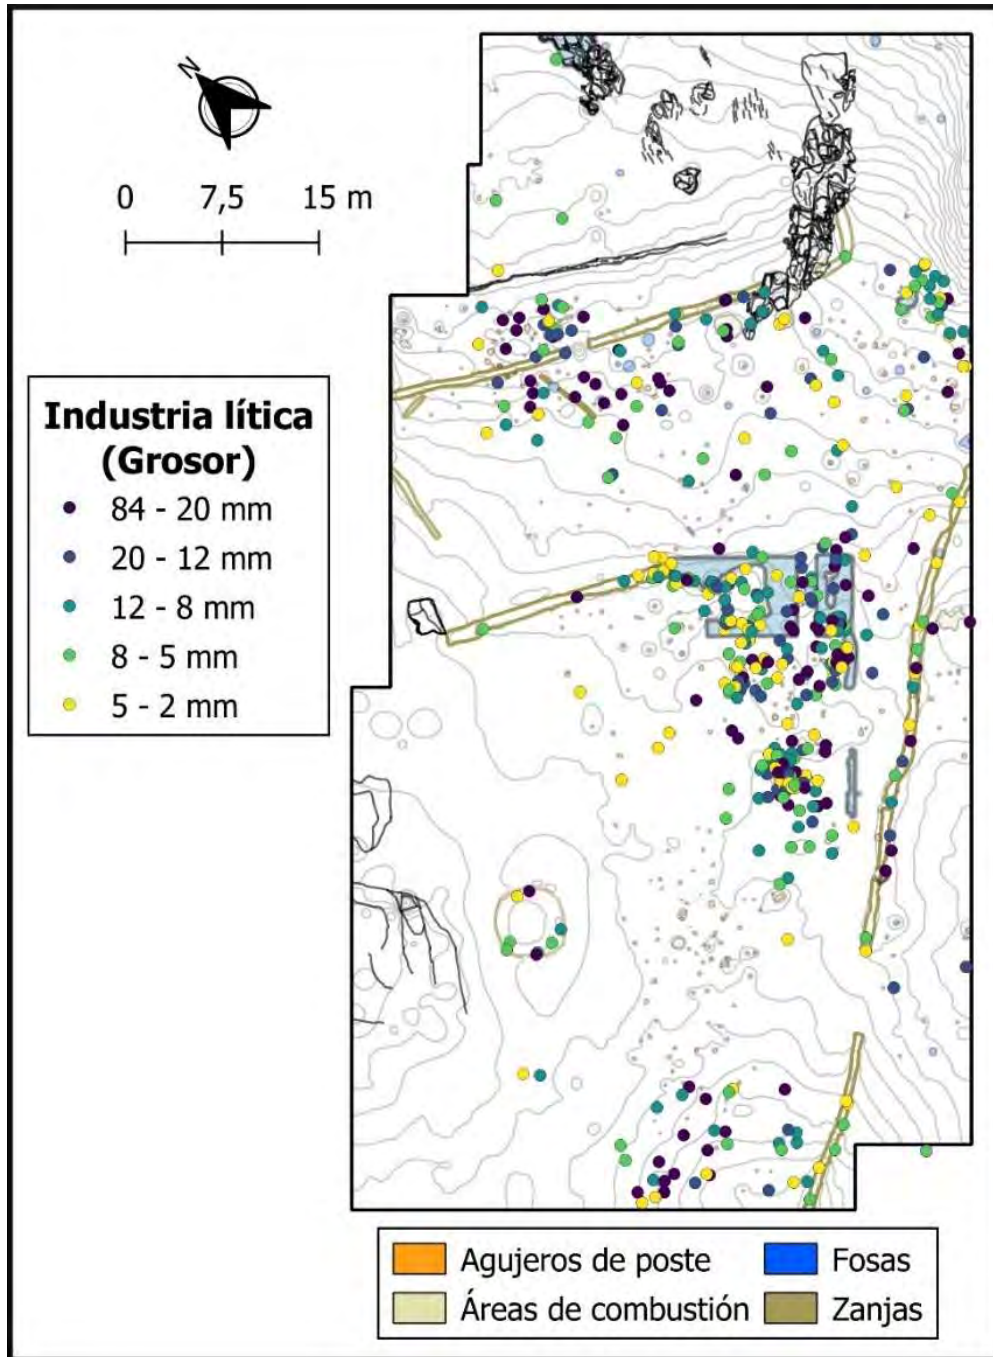 N
0 7,5 15 m
Industria lítica
(Grosor)
84 - 20 mm
20 - 12 mm
12 - 8 mm
8 - 5 mm
5 - 2 mm
Agujeros de poste
Fosas
Áreas de combustión
Zanjas